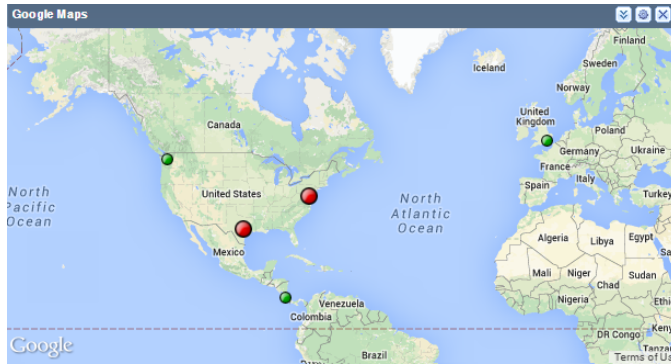 Google Maps
Finland
Iceland
Sweden
Norway
Canada
United
Kingdom
Poland
Germany
Ukraine
France
Italy
Spain
Turkey
North
Pacific
Ocean
United States
North
Atlantic
Ocean
Mexico
Algeria
Libya
Egypt
Mali
Niger
Chad
Sudan
Nigeria
Venezuela
Colombia
DR Congo
Brazil
Google
Terms of